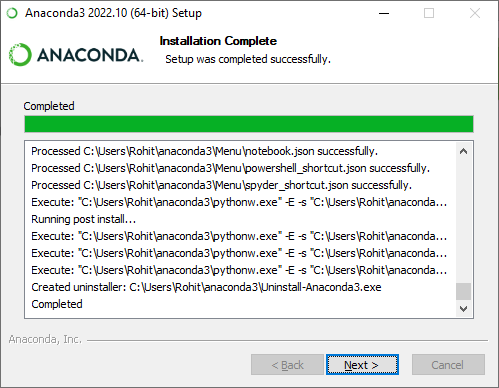 Anaconda3 2022.10 (64-bit) Setup
ANACONDA.
Installation Complete
Setup was completed successfully.
Completed
Processed C:\Users\Rohit\anaconda3\Menu\notebook.json successfully.
Processed C:\Users\Rohit\anaconda3\Menu\powershell_shortcut.json successfully.
Processed C:\Users\Rohit\anaconda3\Menu\spyder_shortcut.json successfully.
Execute: "C:\Users\Rohit\anaconda3\pythonw.exe" -E -s "C:\Users\Rohit\anaconda...
Running post install...
Execute: "C:\Users\Rohit\anaconda3\pythonw.exe" -E -s "C:\Users\Rohit\anaconda...
Execute: "C:\Users\Rohit\anaconda3\pythonw.exe" -E -s "C:\Users\Rohit\anaconda...
Execute: "C:\Users\Rohit\anaconda3\pythonw.exe" -E -s "C:\Users\Rohit\anaconda...
Created uninstaller: C:\Users\Rohit\anaconda3\Uninstall-Anaconda3.exe
Completed
Anaconda, Inc.
< Back
Next >
Cancel